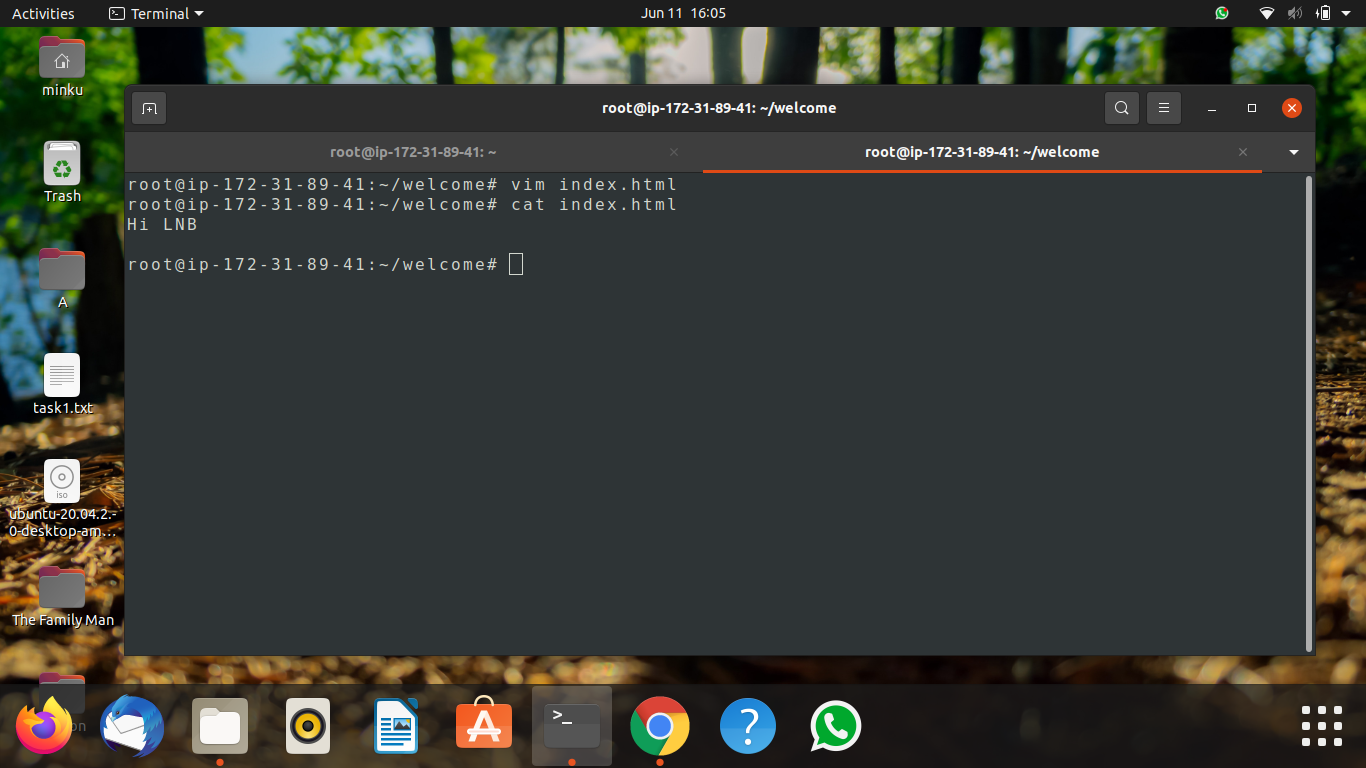 Activities
Terminal
Jun 11 16:05
minku
Trash
A
task1.txt
iso
ubuntu-20.04.2.-
0-desktop-am...
The Family Man
root@ip-172-31-89-41: ~/welcome
root@ip-172-31-89-41: ~
root@ip-172-31-89-41: ~/welcome
root@ip-172-31-89-41:~/welcome# vim index.html
root@ip-172-31-89-41:~/welcome# cat index.html
Hi LNB
root@ip-172-31-89-41:~/welcome#